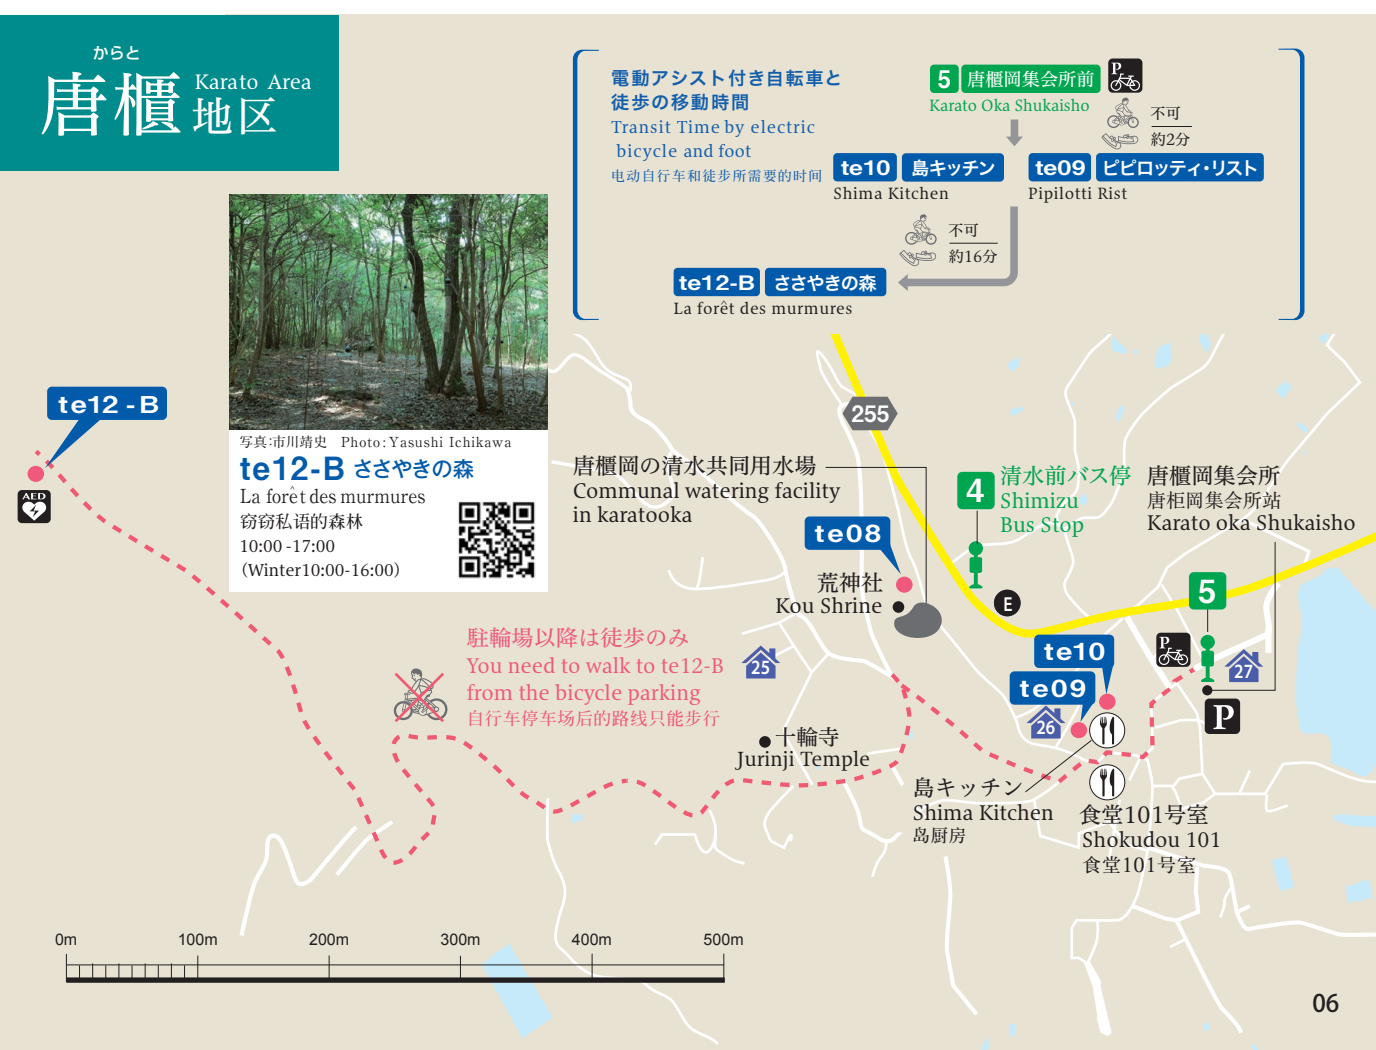 からと
唐櫃 Karato Area
地区
電動アシスト付き自転車と
徒歩の移動時間
Transit Time by electric
bicycle and foot
电动自行车和徒步所需要的时间
5 唐櫃岡集会所前 P
Karato Oka Shukaisho
不可
約2分
te10 島キッチン
Shima Kitchen
te09 ピピロッティ・リスト
Pipilotti Rist
不可
約16分
te12-B ささやきの森
La forêt des murmures
te12-B
AED
写真:市川靖史 Photo:Yasushi Ichikawa
te12-B ささやきの森
La forêt des murmures
窃窃私语的森林
10:00 -17:00
(Winter10:00-16:00)
255
唐櫃岡の清水共同用水場
Communal watering facility
in karatooka
4 清水前バス停
Shimizu
Bus Stop
唐櫃岡集会所
唐柜岡集会所站
Karato oka Shukaisho
te08
荒神社
Kou Shrine
E
5
P
te10
te09
25
26
27
P
駐輪場以降は徒歩のみ
You need to walk to te12-B
from the bicycle parking
自行车停车场后的路线只能步行
十輪寺
Jurinji Temple
島キッチン
Shima Kitchen
岛厨房
食堂101号室
Shokudou 101
食堂101号室
0m 100m 200m 300m 400m 500m
06